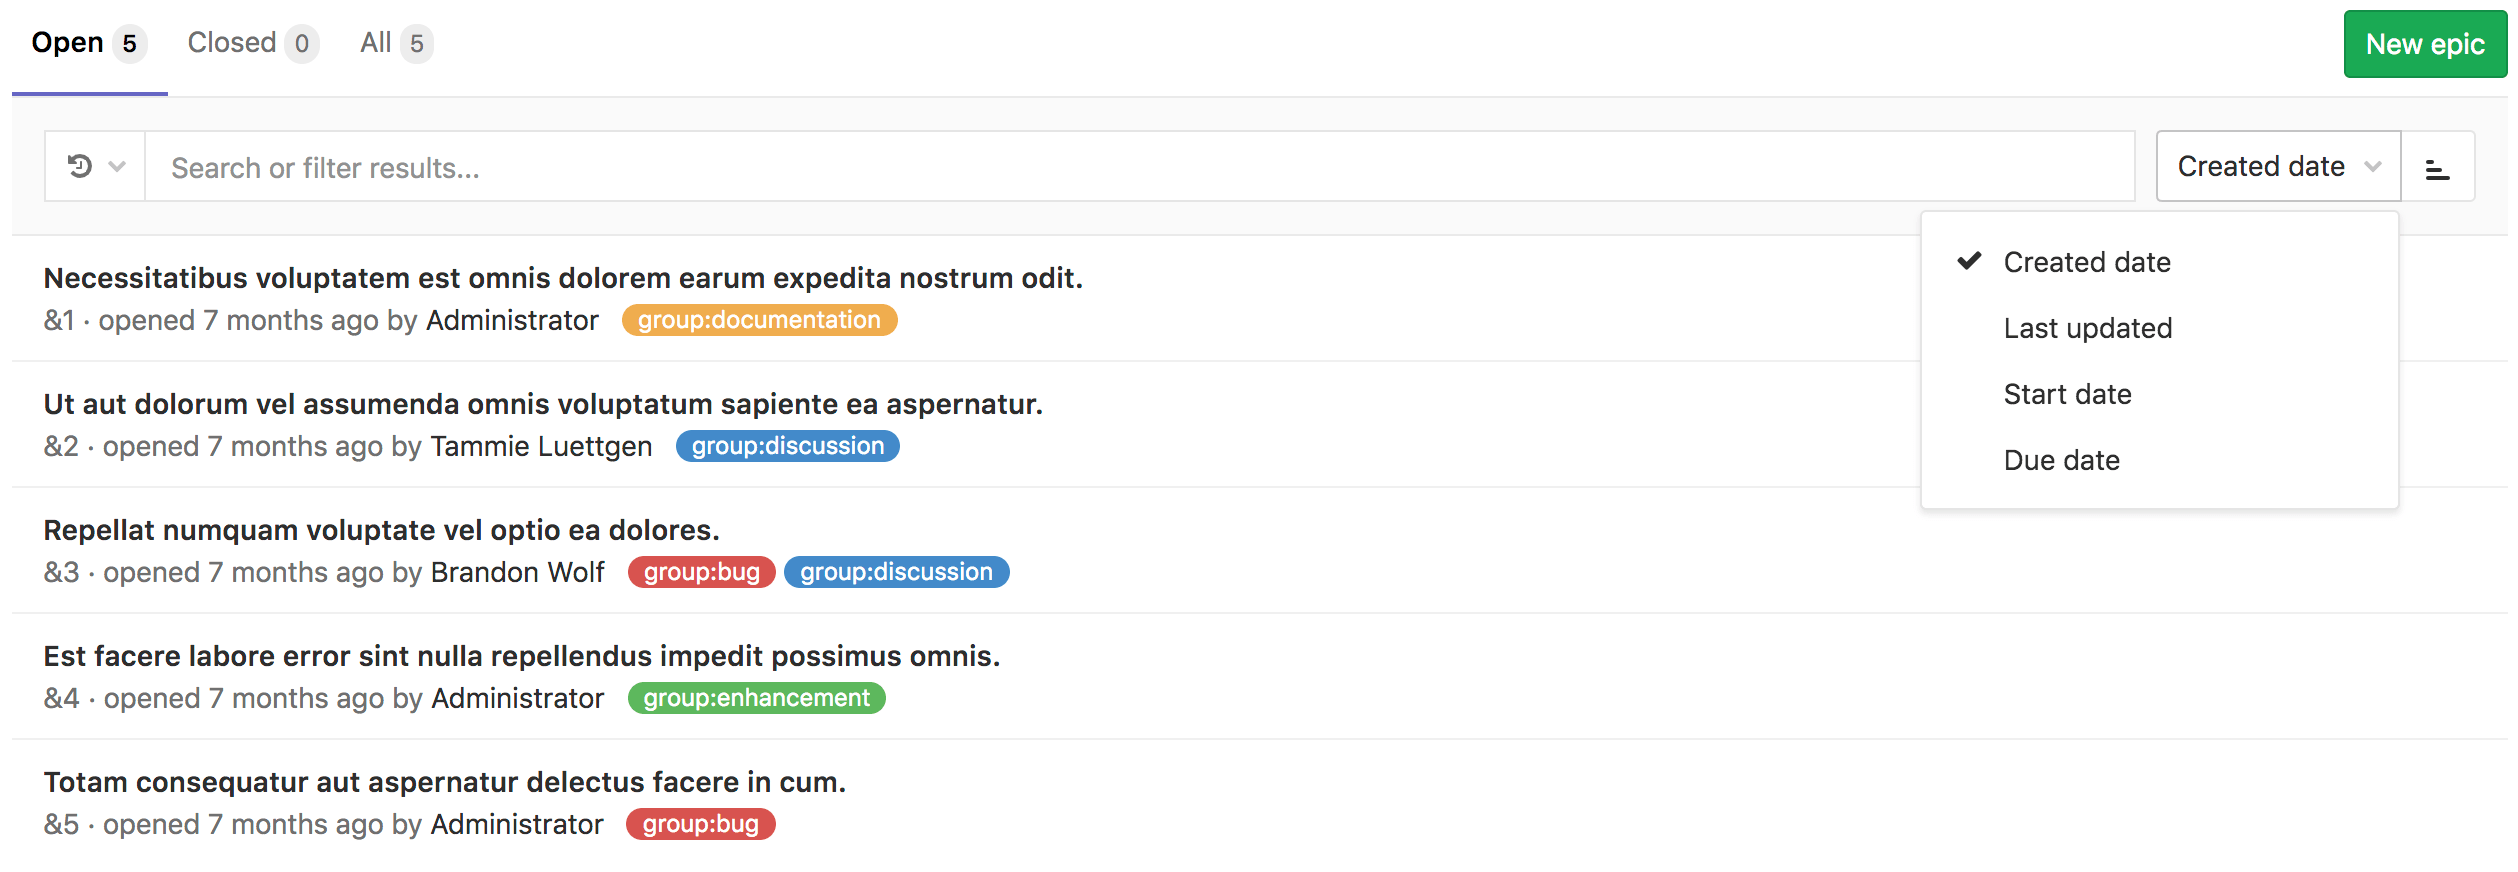 Open 5 Closed 0 All 5 New epic
Search or filter results... Created date
Created date
Last updated
Start date
Due date
Necessitatibus voluptatem est omnis dolorem earum expedita nostrum odit.
&1 · opened 7 months ago by Administrator group:documentation
Ut aut dolorum vel assumenda omnis voluptatum sapiente ea aspernatur.
&2 · opened 7 months ago by Tammie Luettgen group:discussion
Repellat numquam voluptate vel optio ea dolores.
&3 · opened 7 months ago by Brandon Wolf group:bug group:discussion
Est facere labore error sint nulla repellendus impedit possimus omnis.
&4 · opened 7 months ago by Administrator group:enhancement
Totam consequatur aut aspernatur delectus facere in cum.
&5 · opened 7 months ago by Administrator group:bug